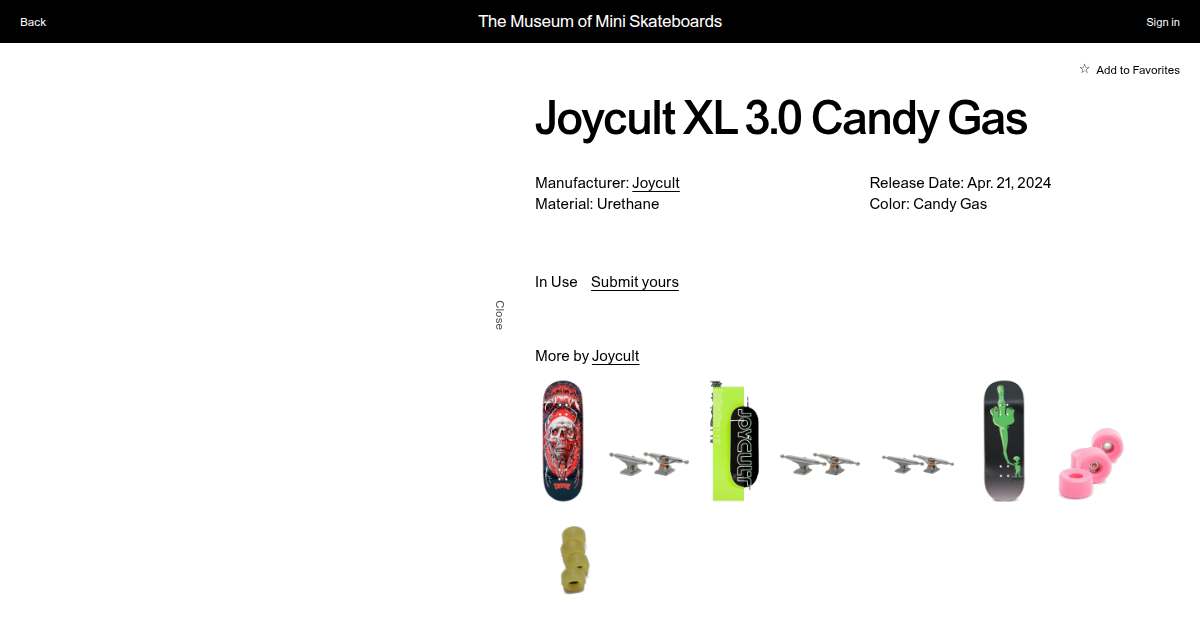 Back
The Museum of Mini Skateboards
Sign in
☆ Add to Favorites
Joycult XL 3.0 Candy Gas
Manufacturer: Joycult
Release Date: Apr. 21, 2024
Material: Urethane
Color: Candy Gas
In Use Submit yours
Close
More by Joycult
JOYCULT